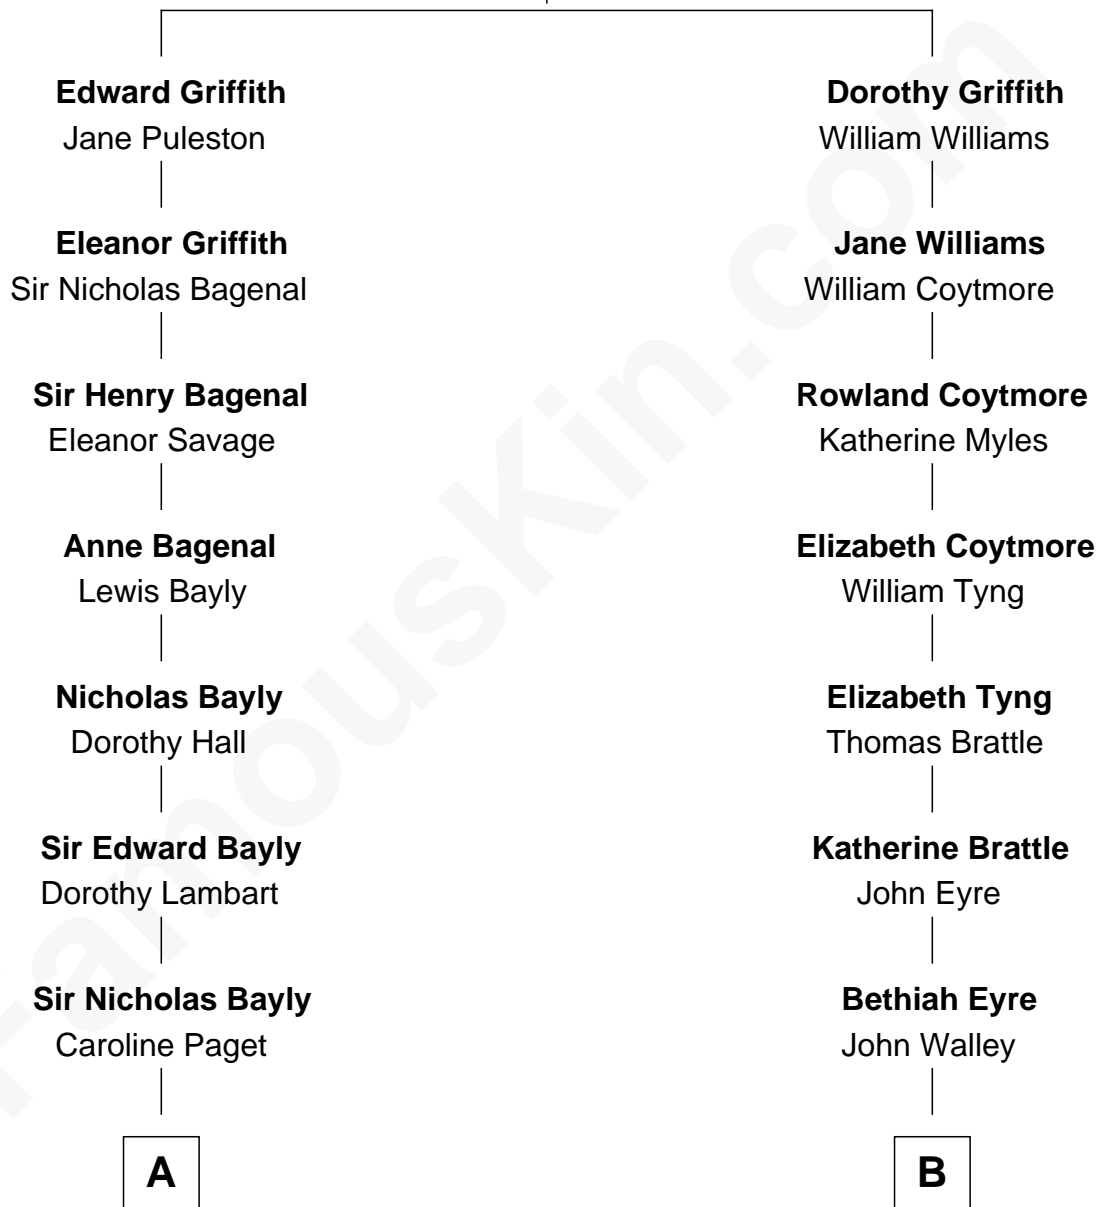 Edward Griffith
Jane Puleston
Eleanor Griffith
Sir Nicholas Bagenal
Sir Henry Bagenal
Eleanor Savage
Anne Bagenal
Lewis Bayly
Nicholas Bayly
Dorothy Hall
Sir Edward Bayly
Dorothy Lambart
Sir Nicholas Bayly
Caroline Paget
A
Dorothy Griffith
William Williams
Jane Williams
William Coytmore
Rowland Coytmore
Katherine Myles
Elizabeth Coytmore
William Tyng
Elizabeth Tyng
Thomas Brattle
Katherine Brattle
John Eyre
Bethiah Eyre
John Walley
B
FamousKin.com